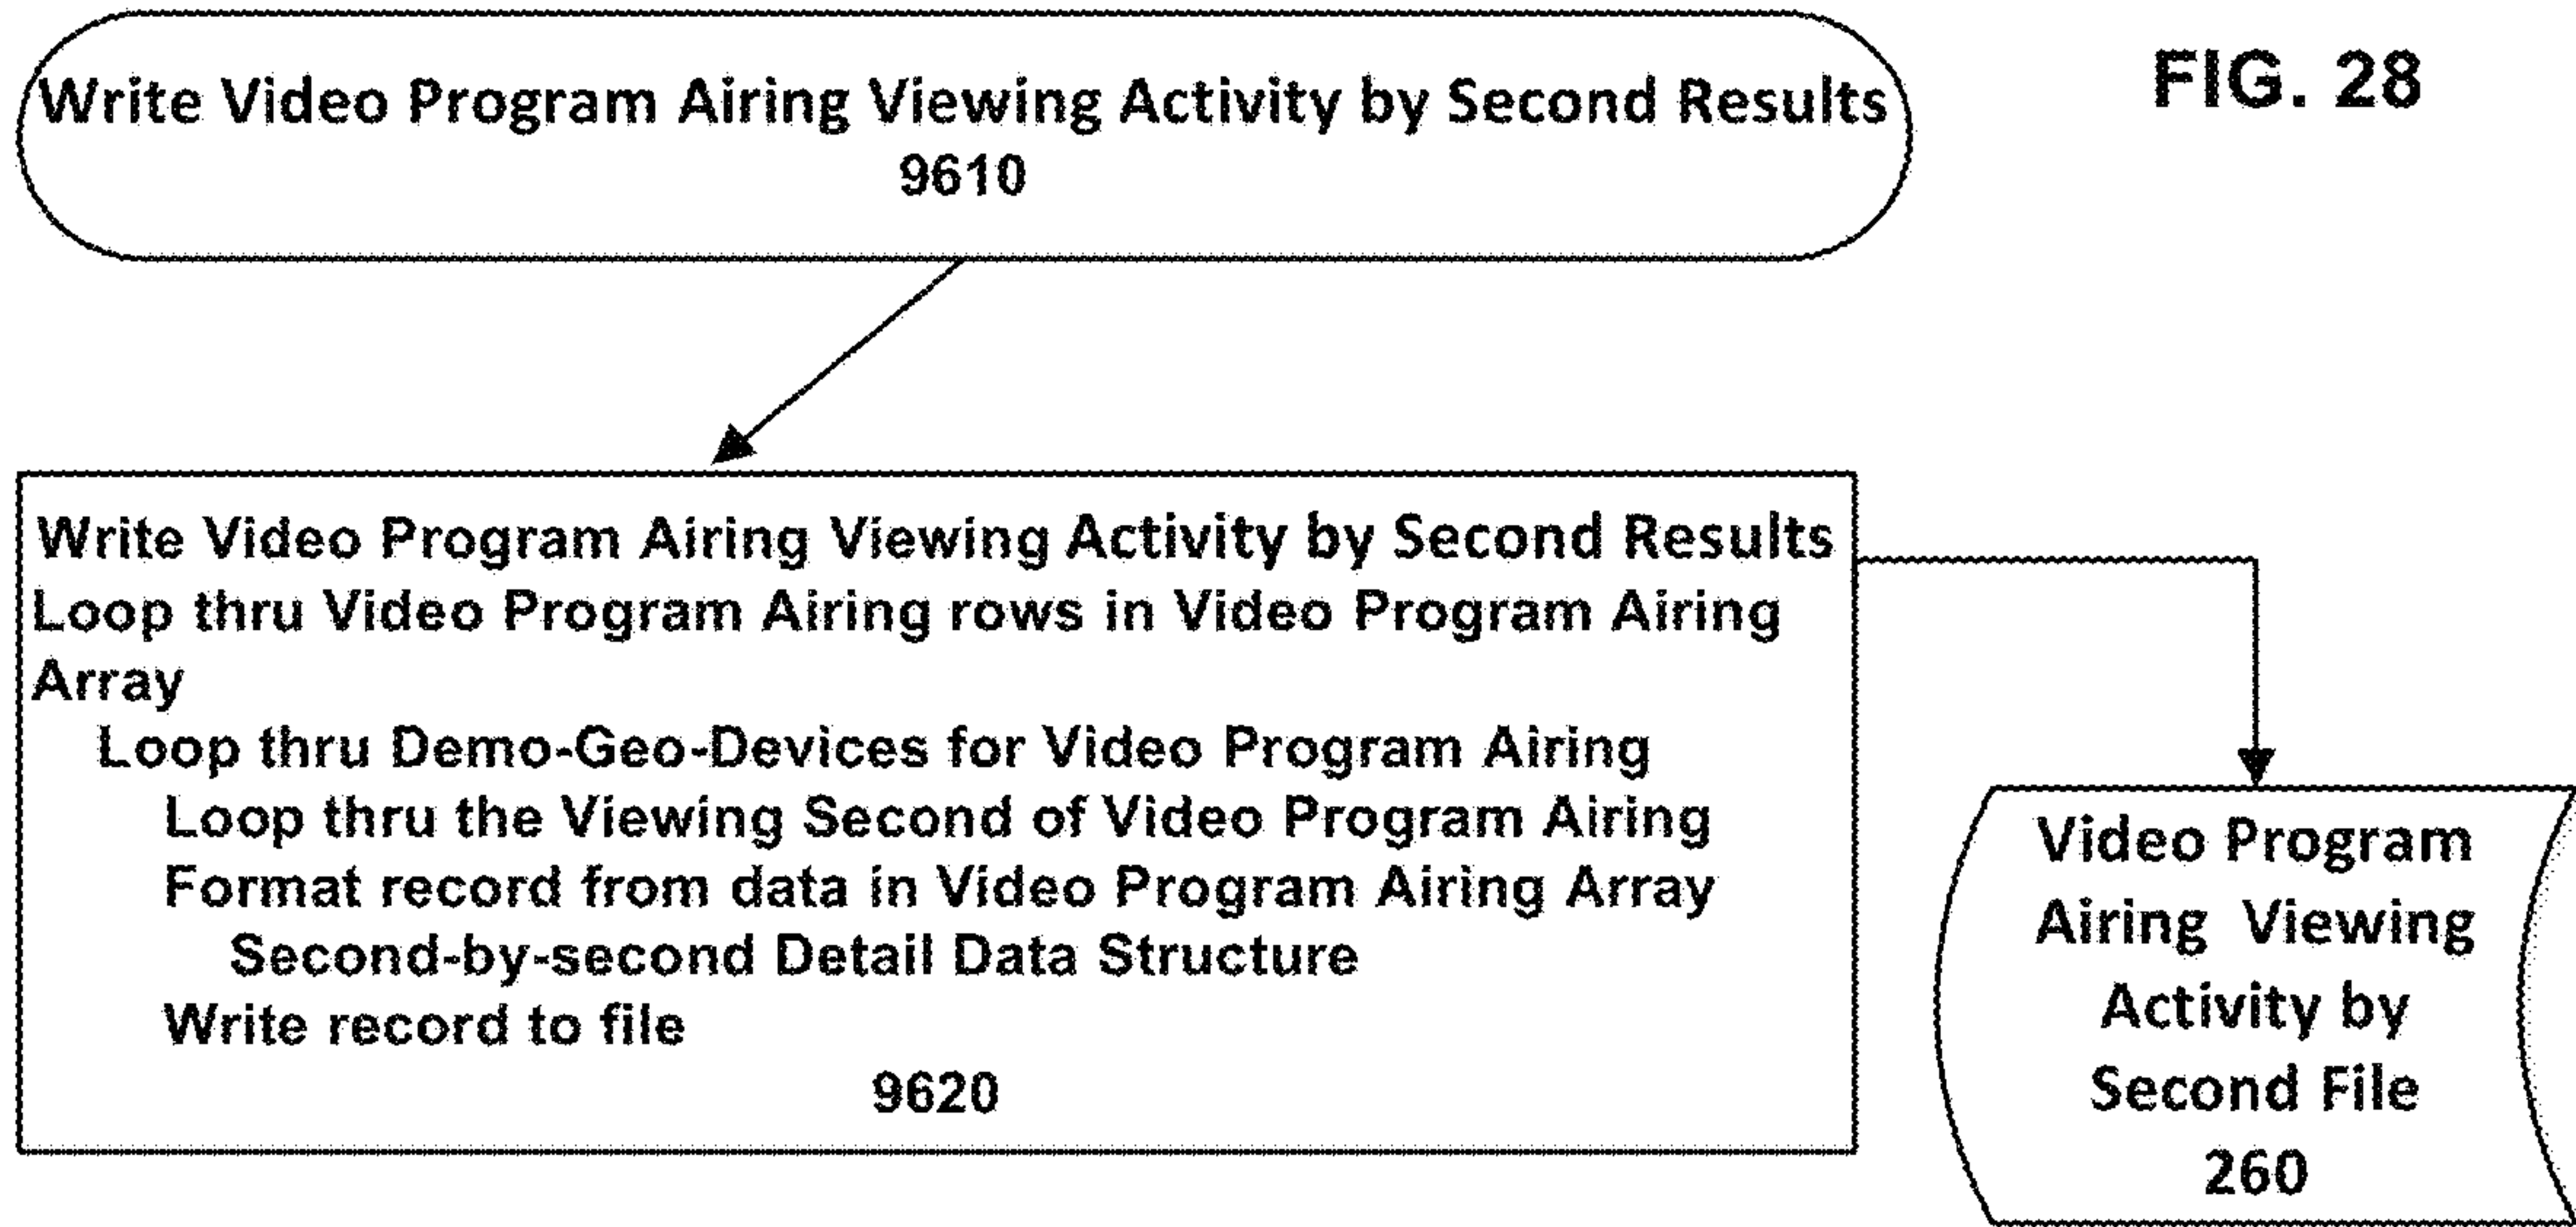 Write Video Program Airing Viewing Activity by Second Results
9610
FIG. 28
Write Video Program Airing Viewing Activity by Second Results
Loop thru Video Program Airing rows in Video Program Airing
Array
Loop thru Demo-Geo-Devices for Video Program Airing
Loop thru the Viewing Second of Video Program Airing
Format record from data in Video Program Airing Array
Second-by-second Detail Data Structure
Write record to file
9620
Video Program
Airing Viewing
Activity by
Second File
260